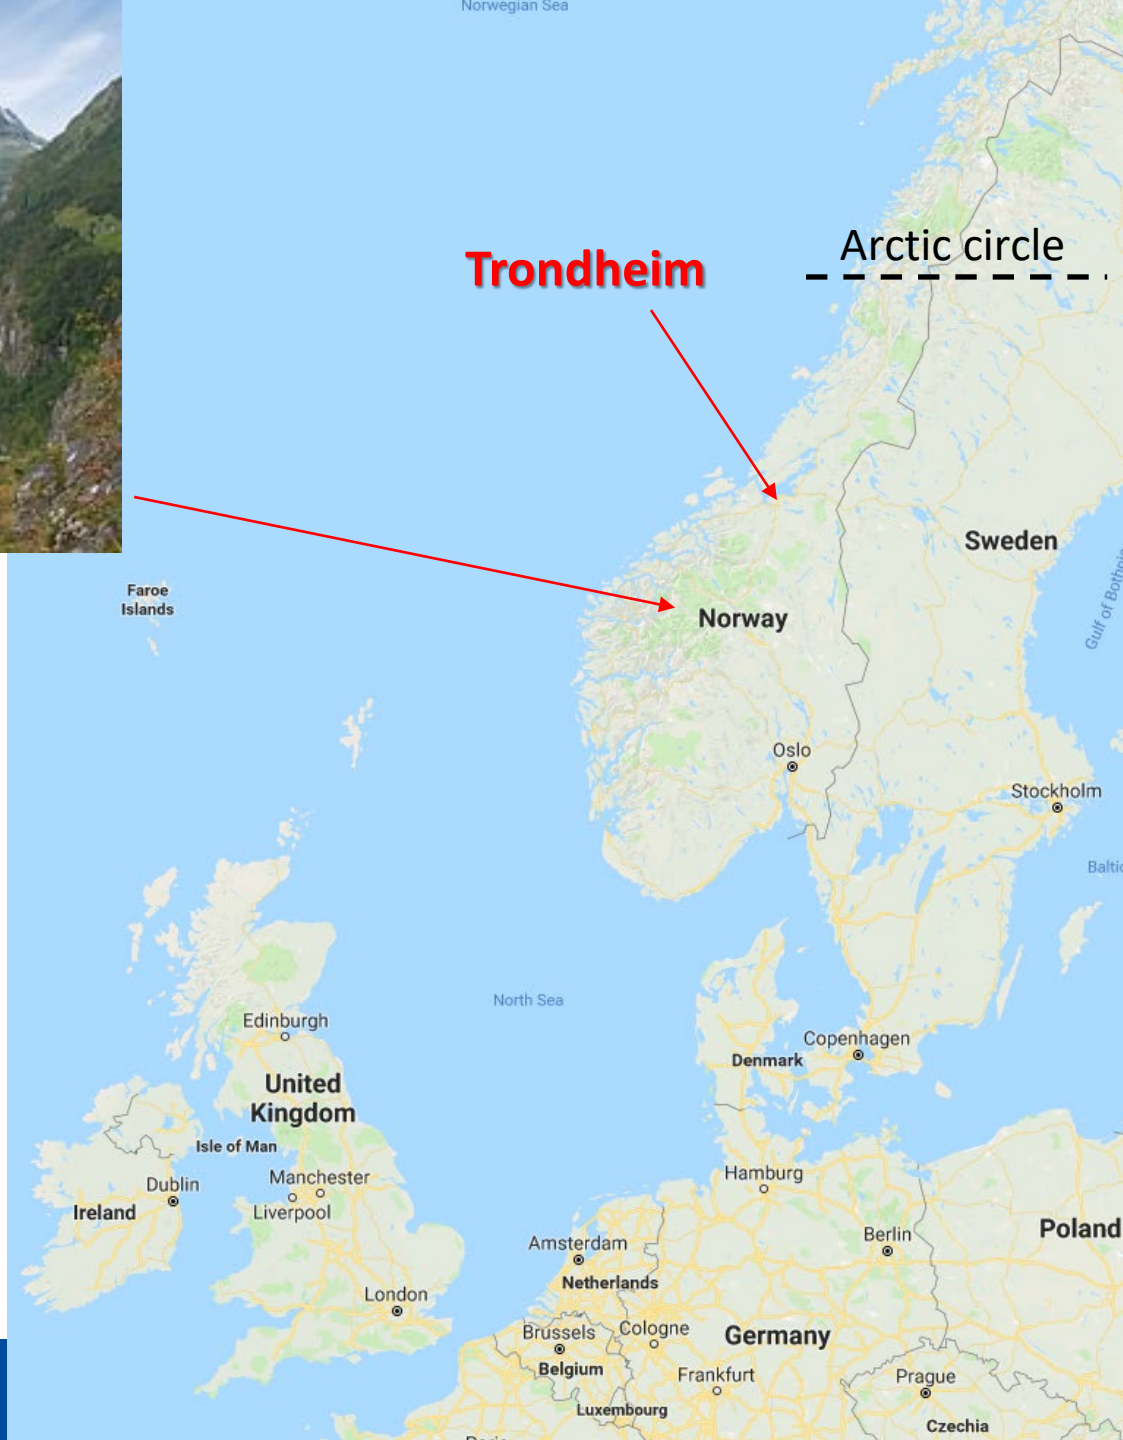 Norwegian Sea
Arctic circle
Trondheim
Sweden
Faroe
Islands
Norway
Oslo
Stockholm
North Sea
Edinburgh
Copenhagen
Denmark
United
Kingdom
Isle of Man
Manchester
Hamburg
Dublin
Ireland
Liverpool
Poland
Berlin
Amsterdam
Netherlands
London
Brussels
Cologne
Germany
Belgium
Frankfurt
Prague
Luxembourg
Czechia
Gulf of